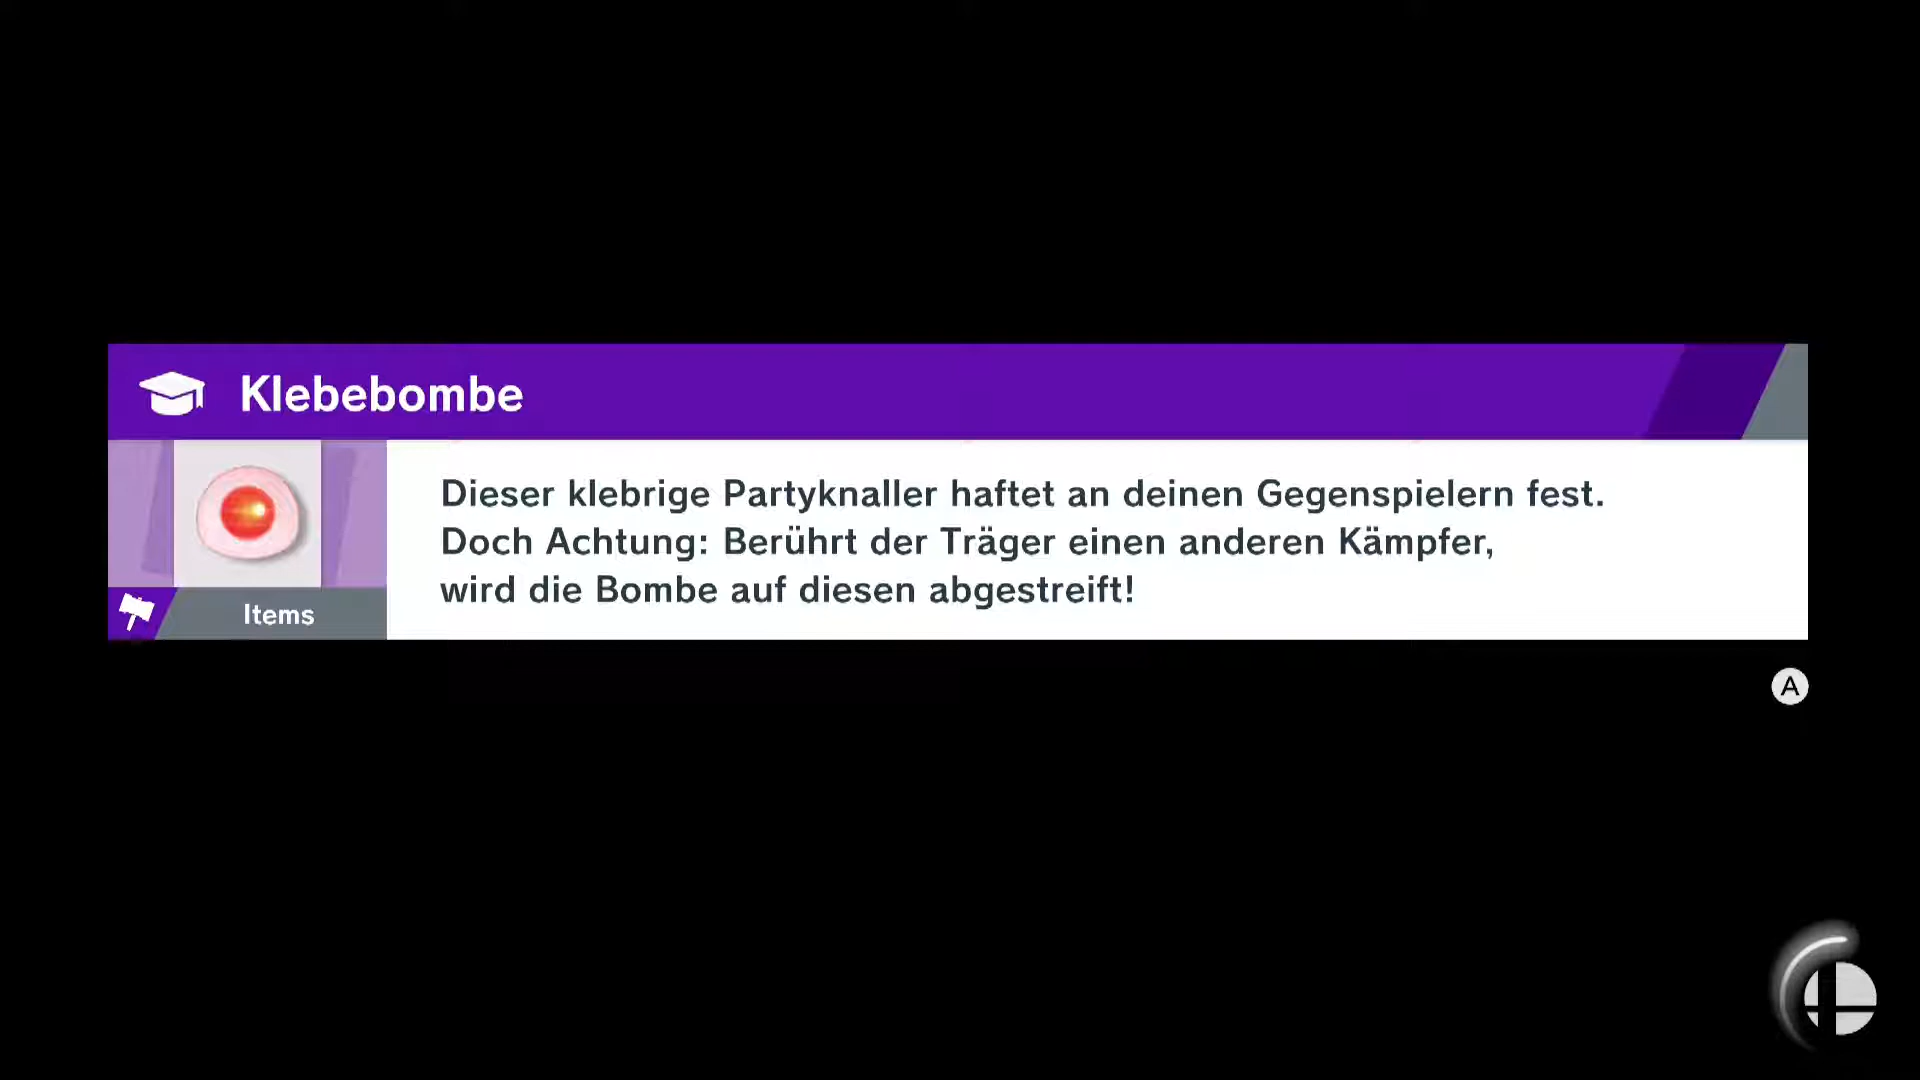 Klebebombe
Dieser klebrige Partyknaller haftet an deinen Gegenspielern fest.
Doch Achtung: Berührt der Träger einen anderen Kämpfer,
wird die Bombe auf diesen abgestreift!
Items
A